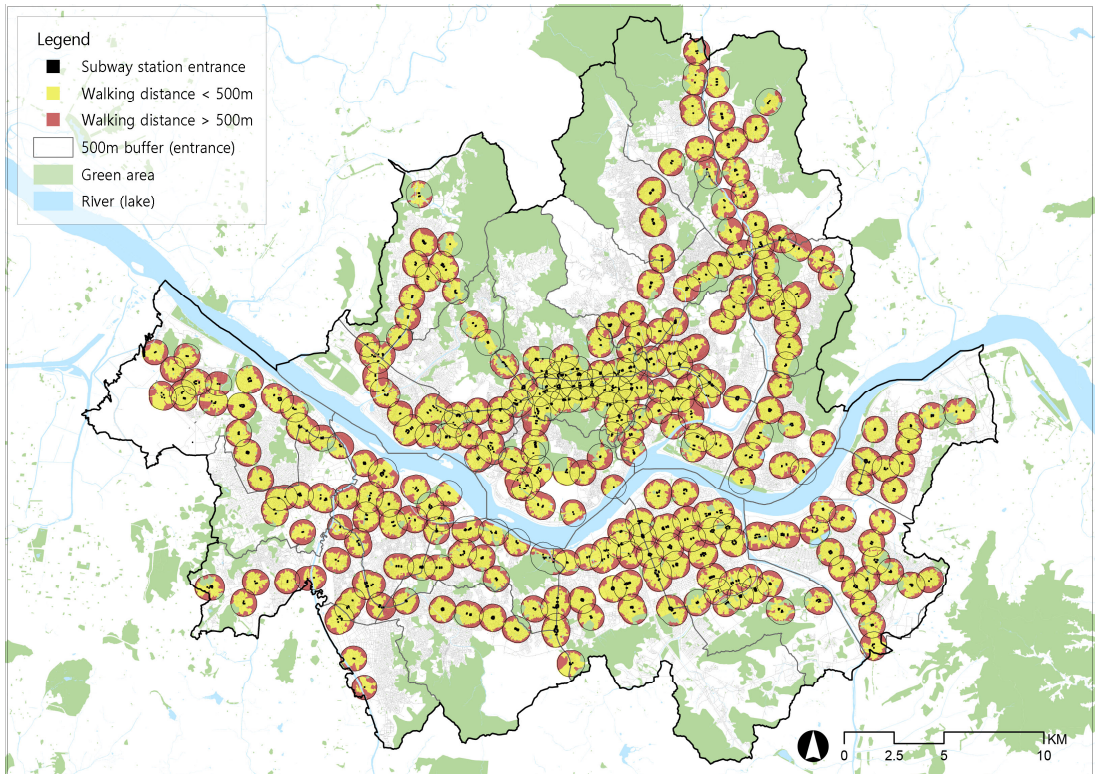 Legend
Subway station entrance
Walking distance < 500m
Walking distance > 500m
500m buffer (entrance)
Green area
River (lake)
KM
0 2.5 5 10